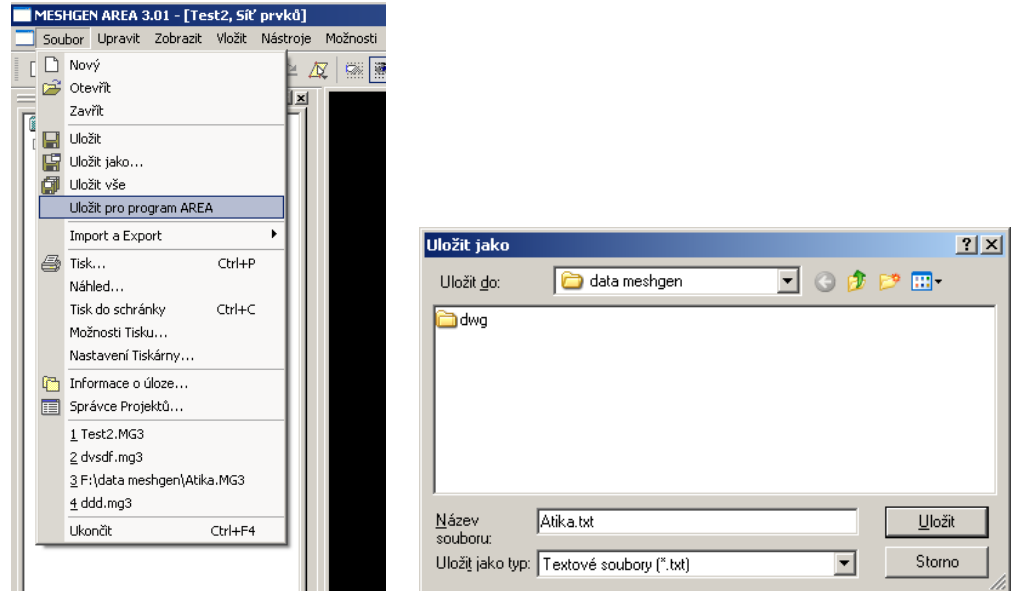 MESHGEN AREA 3.01 - [Test2, Síť prvků]
Soubor Upravit Zobrazit Vložit Nástroje Možnosti
Nový
Otevřít
Zavřít
Uložit
Uložit jako...
Uložit vše
Uložit pro program AREA
Import a Export
Tisk... Ctrl+P
Náhled...
Tisk do schránky Ctrl+C
Možnosti Tisku...
Nastavení Tiskárny...
Informace o úloze...
Správce Projektů...
1 Test2.MG3
2 dvsdf.mg3
3 F:\data meshgen\Atika.MG3
4 ddd.mg3
Ukončit Ctrl+F4
Uložit jako
Uložit do: data meshgen
dwg
Název souboru: Atika.txt Uložit
Uložit jako typ: Textové soubory (*.txt) Storno